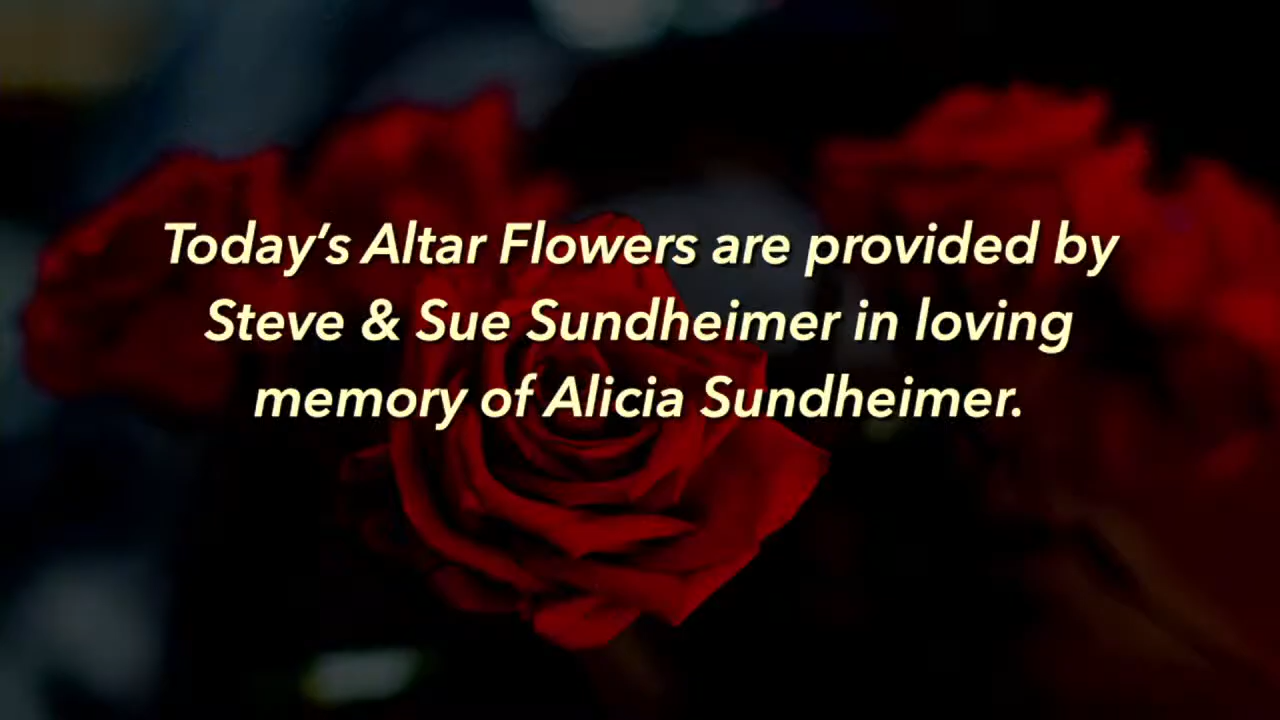 Today's Altar Flowers are provided by
Steve & Sue Sundheimer in loving
memory of Alicia Sundheimer.